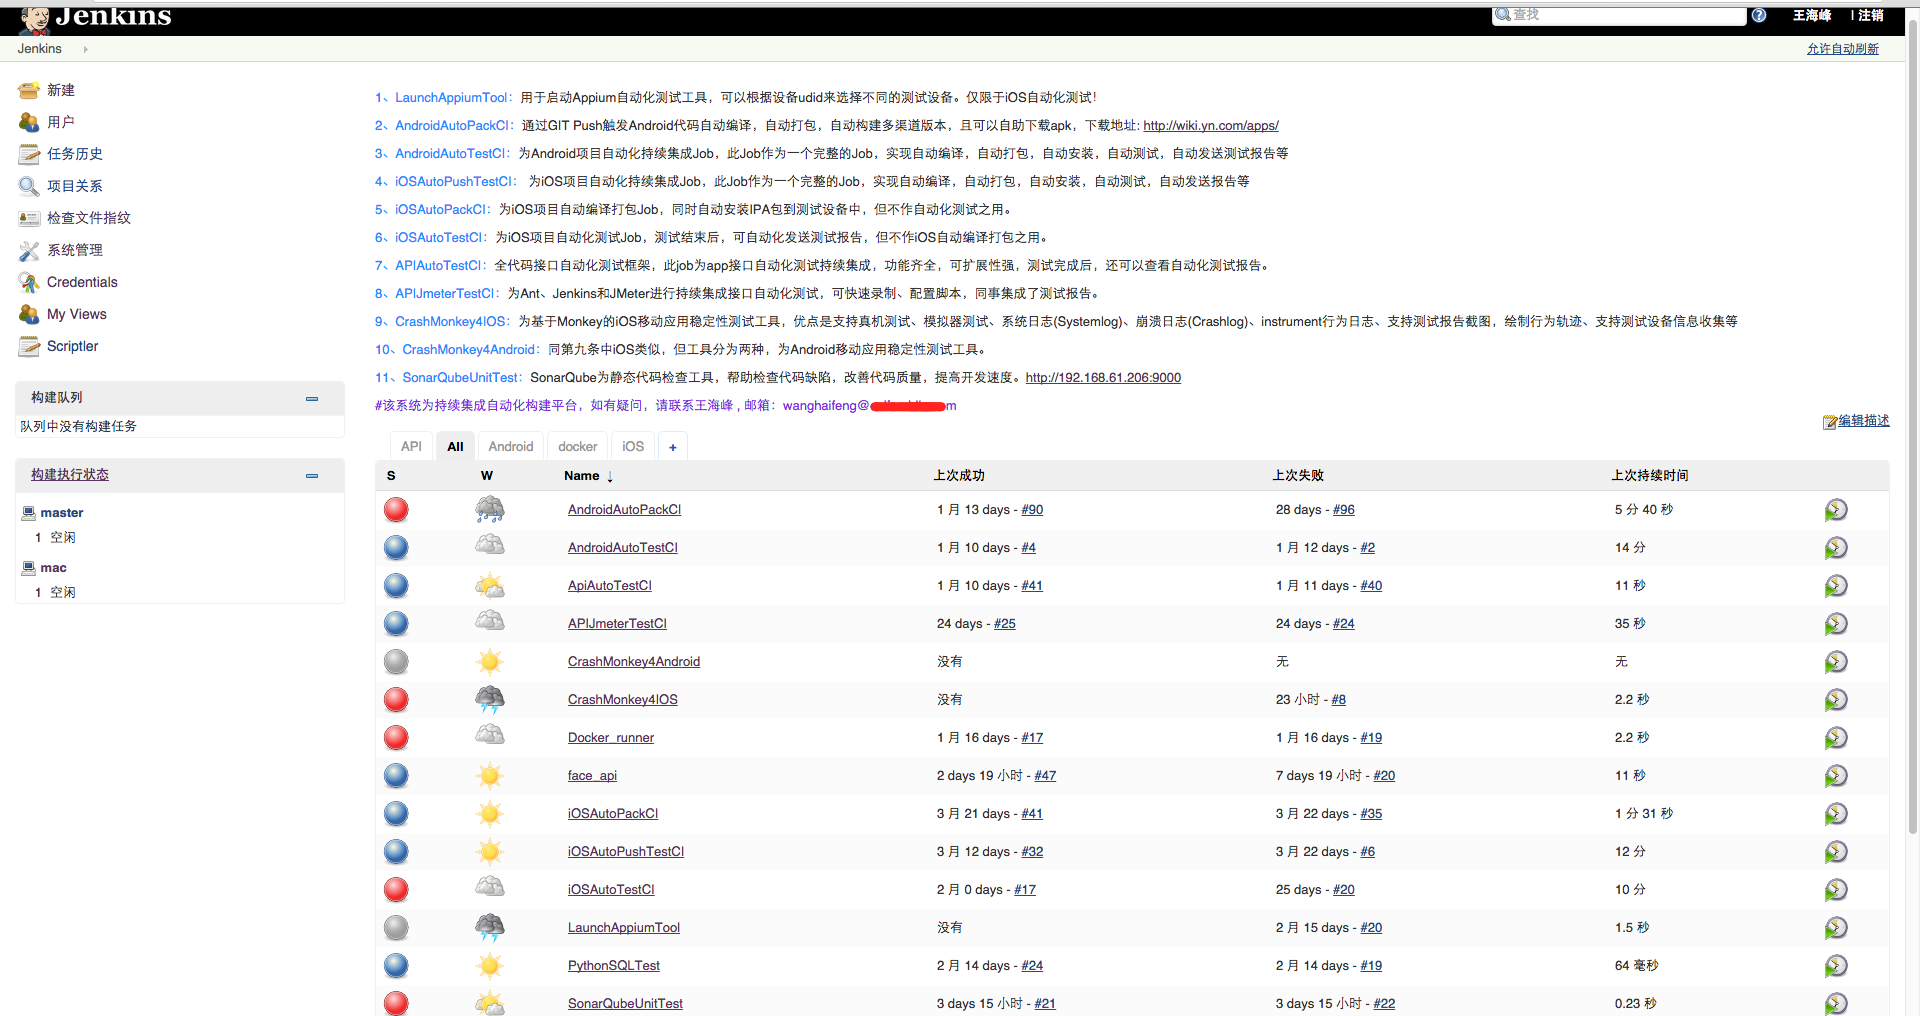 Jenkins
查找
王海峰
| 注销
Jenkins
允许自动刷新
新建
用户
任务历史
项目关系
检查文件指纹
系统管理
Credentials
My Views
Scriptler
构建队列
队列中没有构建任务
构建执行状态
master
1 空闲
mac
1 空闲
1、LaunchAppiumTool：用于启动Appium自动化测试工具，可以根据设备udid来选择不同的测试设备。仅限于iOS自动化测试！
2、AndroidAutoPackCI：通过GIT Push触发Android代码自动编译，自动打包，自动构建多渠道版本，且可以自助下载apk，下载地址: http://wiki.yn.com/apps/
3、AndroidAutoTestCI：为Android项目自动化持续集成Job，此Job作为一个完整的Job，实现自动编译，自动打包，自动安装，自动测试，自动发送测试报告等
4、iOSAutoPushTestCI： 为iOS项目自动化持续集成Job，此Job作为一个完整的Job，实现自动编译，自动打包，自动安装，自动测试，自动发送报告等
5、iOSAutoPackCI：为iOS项目自动编译打包Job，同时自动安装IPA包到测试设备中，但不作自动化测试之用。
6、iOSAutoTestCI：为iOS项目自动化测试Job，测试结束后，可自动化发送测试报告，但不作iOS自动编译打包之用。
7、APIAutoTestCI：全代码接口自动化测试框架，此job为app接口自动化测试持续集成，功能齐全，可扩展性强，测试完成后，还可以查看自动化测试报告。
8、APIJmeterTestCI：为Ant、Jenkins和JMeter进行持续集成接口自动化测试，可快速录制、配置脚本，同事集成了测试报告。
9、CrashMonkey4IOS：为基于Monkey的iOS移动应用稳定性测试工具，优点是支持真机测试、模拟器测试、系统日志(Systemlog)、崩溃日志(Crashlog)、instrument行为日志、支持测试报告截图，绘制行为轨迹、支持测试设备信息收集等
10、CrashMonkey4Android：同第九条中iOS类似，但工具分为两种，为Android移动应用稳定性测试工具。
11、SonarQubeUnitTest：SonarQube为静态代码检查工具，帮助检查代码缺陷，改善代码质量，提高开发速度。http://192.168.61.206:9000
#该系统为持续集成自动化构建平台，如有疑问，请联系王海峰 , 邮箱：wanghaifeng@ m
编辑描述
API All Android docker iOS +
S W Name ↓ 上次成功 上次失败 上次持续时间
AndroidAutoPackCI 1 月 13 days - #90 28 days - #96 5 分 40 秒
AndroidAutoTestCI 1 月 10 days - #4 1 月 12 days - #2 14 分
ApiAutoTestCI 1 月 10 days - #41 1 月 11 days - #40 11 秒
APIJmeterTestCI 24 days - #25 24 days - #24 35 秒
CrashMonkey4Android 没有 无 无
CrashMonkey4IOS 没有 23 小时 - #8 2.2 秒
Docker_runner 1 月 16 days - #17 1 月 16 days - #19 2.2 秒
face_api 2 days 19 小时 - #47 7 days 19 小时 - #20 11 秒
iOSAutoPackCI 3 月 21 days - #41 3 月 22 days - #35 1 分 31 秒
iOSAutoPushTestCI 3 月 12 days - #32 3 月 22 days - #6 12 分
iOSAutoTestCI 2 月 0 days - #17 25 days - #20 10 分
LaunchAppiumTool 没有 2 月 15 days - #20 1.5 秒
PythonSQLTest 2 月 14 days - #24 2 月 14 days - #19 64 毫秒
SonarQubeUnitTest 3 days 15 小时 - #21 3 days 15 小时 - #22 0.23 秒